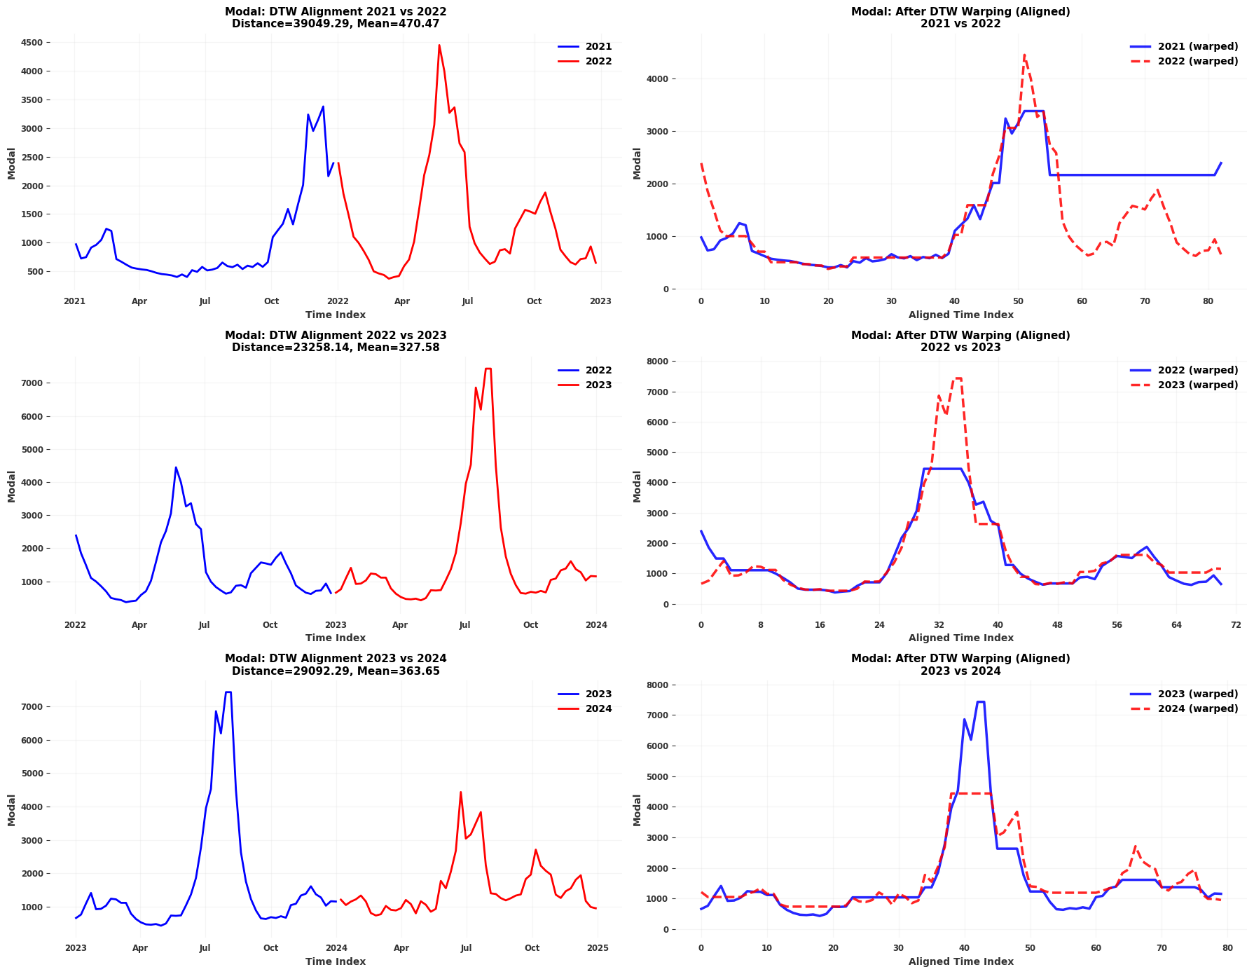 Modal: DTW Alignment 2021 vs 2022
Distance=39049.29, Mean=470.47
4500
4000
3500
3000
2500
2000
1500
1000
500
Modal
2021
2022
2021
Apr
Jul
Oct
2022
Apr
Jul
Oct
2023
Time Index
Modal: After DTW Warping (Aligned)
2021 vs 2022
4000
3000
2000
1000
0
Modal
2021 (warped)
2022 (warped)
0
10
20
30
40
50
60
70
80
Aligned Time Index
Modal: DTW Alignment 2022 vs 2023
Distance=23258.14, Mean=327.58
7000
6000
5000
4000
3000
2000
1000
Modal
2022
2023
2022
Apr
Jul
Oct
2023
Apr
Jul
Oct
2024
Time Index
Modal: After DTW Warping (Aligned)
2022 vs 2023
8000
7000
6000
5000
4000
3000
2000
1000
0
Modal
2022 (warped)
2023 (warped)
0
8
16
24
32
40
48
56
64
72
Aligned Time Index
Modal: DTW Alignment 2023 vs 2024
Distance=29092.29, Mean=363.65
7000
6000
5000
4000
3000
2000
1000
Modal
2023
2024
2023
Apr
Jul
Oct
2024
Apr
Jul
Oct
2025
Time Index
Modal: After DTW Warping (Aligned)
2023 vs 2024
8000
7000
6000
5000
4000
3000
2000
1000
0
Modal
2023 (warped)
2024 (warped)
0
10
20
30
40
50
60
70
80
Aligned Time Index